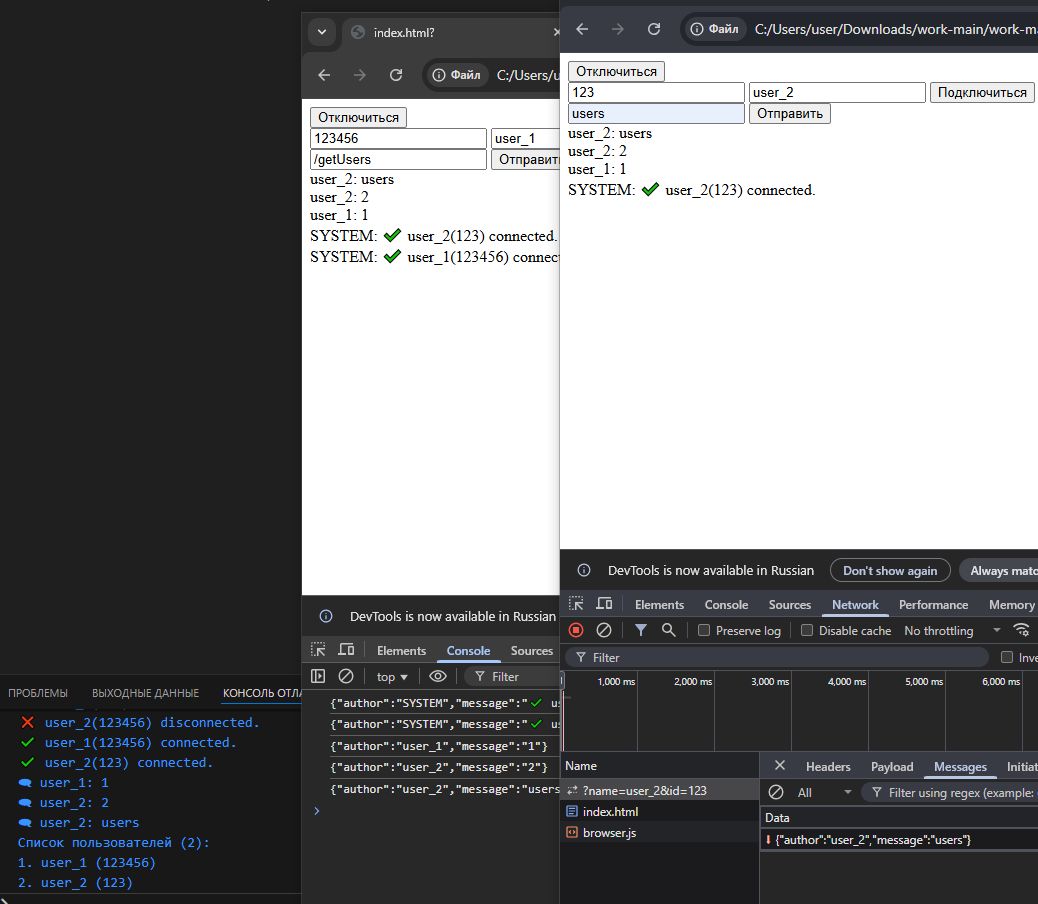 index.html?
Файл
C:/Users/u
Отключиться
123456
user_1
/getUsers
Отправит
user_2: users
user_2: 2
user_1: 1
SYSTEM: ✔ user_2(123) connected.
SYSTEM: ✔ user_1(123456) connect
DevTools is now available in Russian
Elements
Console
Sources
top
Filter
{"author":"SYSTEM","message":"✔ us
{"author":"SYSTEM","message":"✔ us
{"author":"user_1","message":"1"}
{"author":"user_2","message":"2"}
{"author":"user_2","message":"users
Файл
C:/Users/user/Downloads/work-main/work-ma
Отключиться
123
user_2
Подключиться
users
Отправить
user_2: users
user_2: 2
user_1: 1
SYSTEM: ✔ user_2(123) connected.
DevTools is now available in Russian
Don't show again
Always matc
Elements
Console
Sources
Network
Performance
Memory
Preserve log
Disable cache
No throttling
Filter
Inve
1,000 ms
2,000 ms
3,000 ms
4,000 ms
5,000 ms
6,000 ms
Name
?name=user_2&id=123
index.html
browser.js
Headers
Payload
Messages
Initiat
All
Filter using regex (example:
Data
{"author":"user_2","message":"users"}
ПРОБЛЕМЫ
ВЫХОДНЫЕ ДАННЫЕ
КОНСОЛЬ ОТЛА
user_2(123456) disconnected.
user_1(123456) connected.
user_2(123) connected.
user_1: 1
user_2: 2
user_2: users
Список пользователей (2):
1. user_1 (123456)
2. user_2 (123)